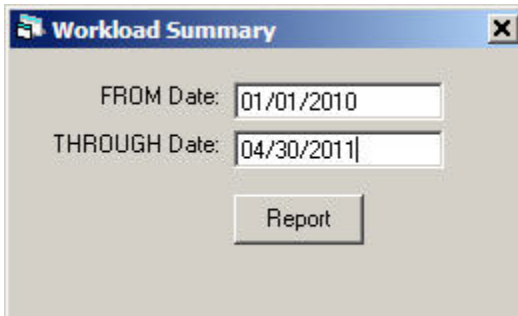 Workload Summary
FROM Date: 01/01/2010
THROUGH Date: 04/30/2011
Report